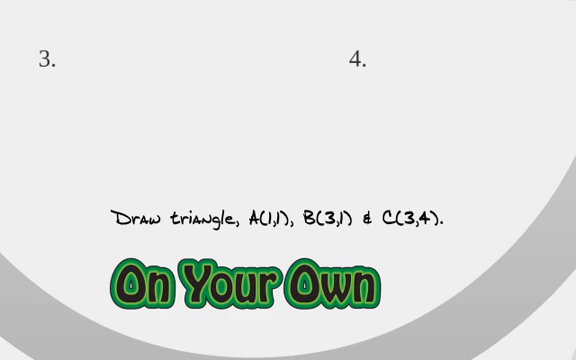 3. 4.
Draw triangle, A(1,1), B(3,1) & C(3,4).
On Your Own